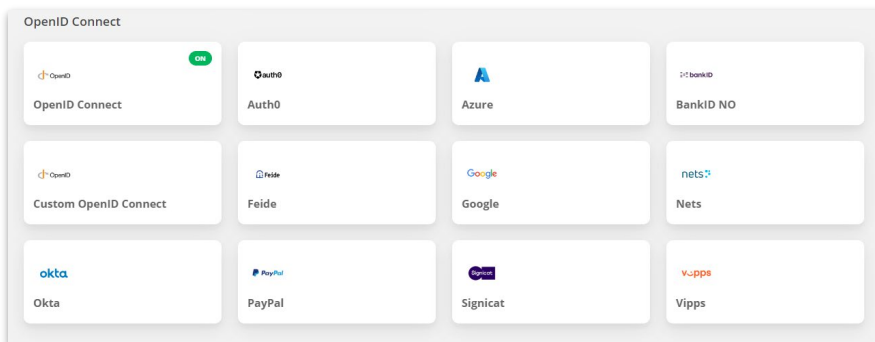 OpenID Connect
ON
OpenID
auth0
bankID
OpenID Connect
Auth0
Azure
BankID NO
OpenID
Feide
Google
nets
Custom OpenID Connect
Feide
Google
Nets
okta
PayPal
Signicat
vipps
Okta
PayPal
Signicat
Vipps